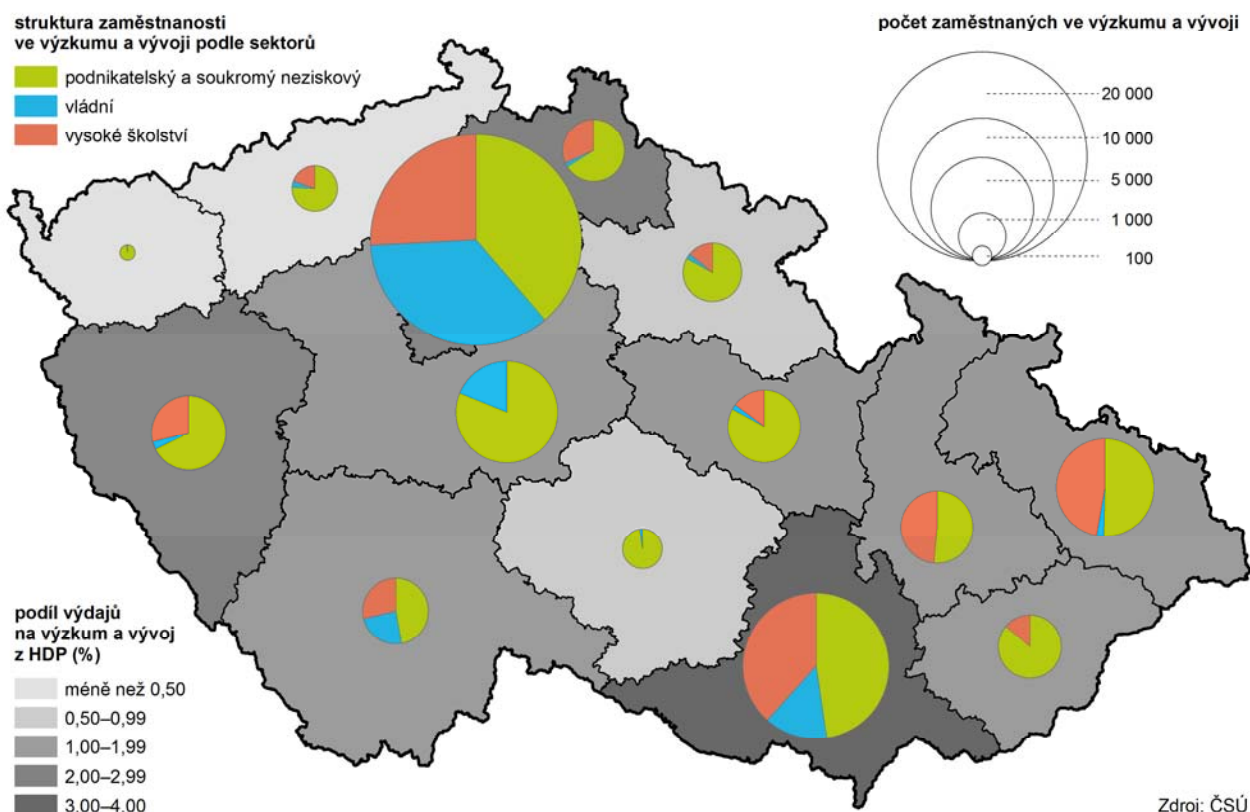 struktura zaměstnanosti
ve výzkumu a vývoji podle sektorů
podnikatelský a soukromý neziskový
vládní
vysoké školství
počet zaměstnaných ve výzkumu a vývoji
20 000
10 000
5 000
1 000
100
podíl výdajů
na výzkum a vývoj
z HDP (%)
méně než 0,50
0,50–0,99
1,00–1,99
2,00–2,99
3,00–4,00
Zdroj: ČSÚ